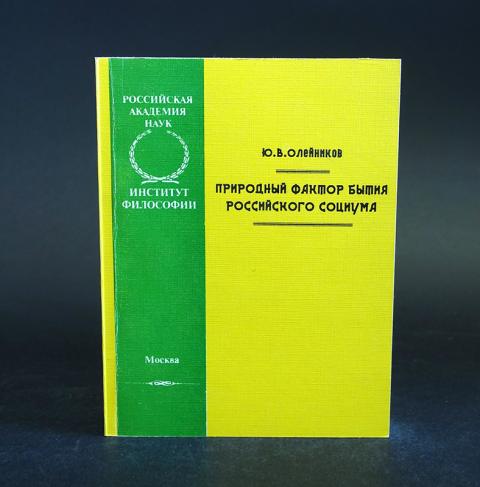 РОССИЙСКАЯ
АКАДЕМИЯ
НАУК
ИНСТИТУТ
ФИЛОСОФИИ
Москва
Ю.В.Олейников
ПРИРОДНЫЙ ФАКТОР БЫТИЯ
РОССИЙСКОГО СОЦИУМА